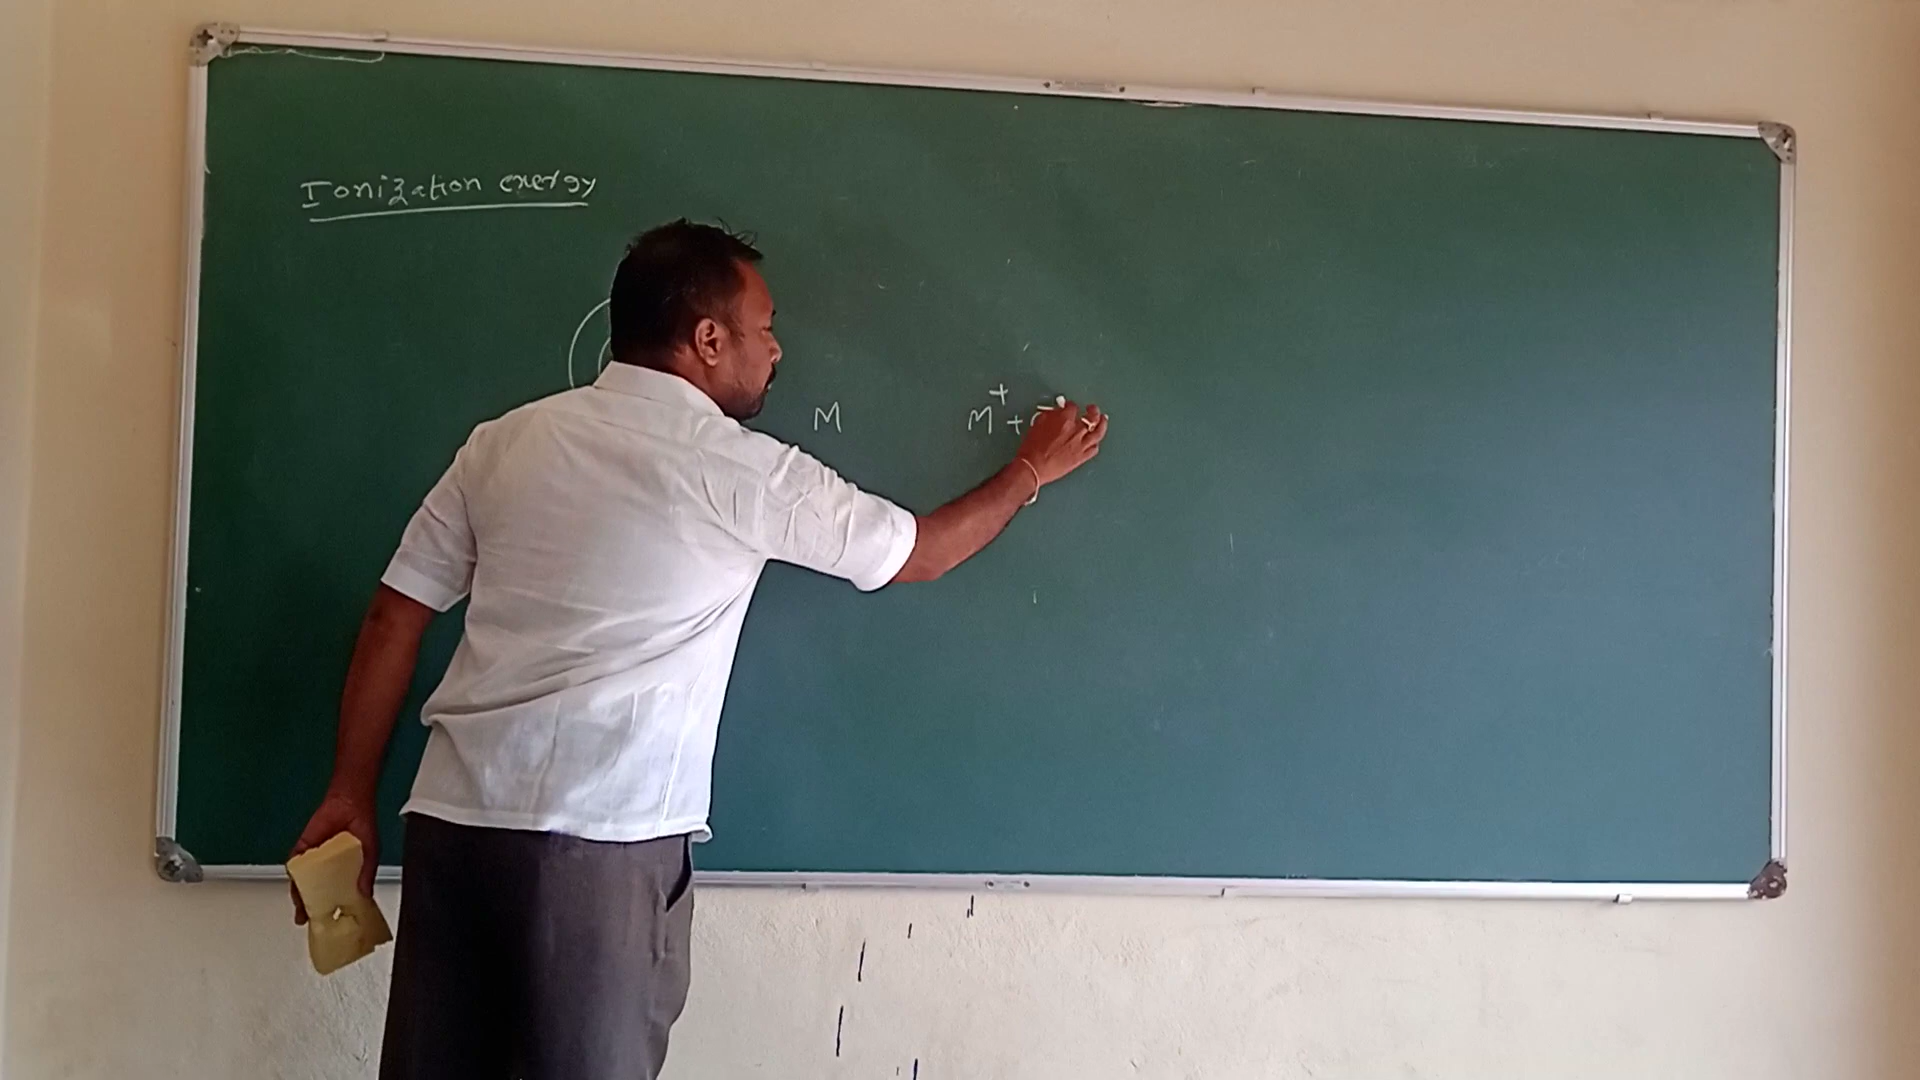 Ionization energy
M M⁺ + e⁻